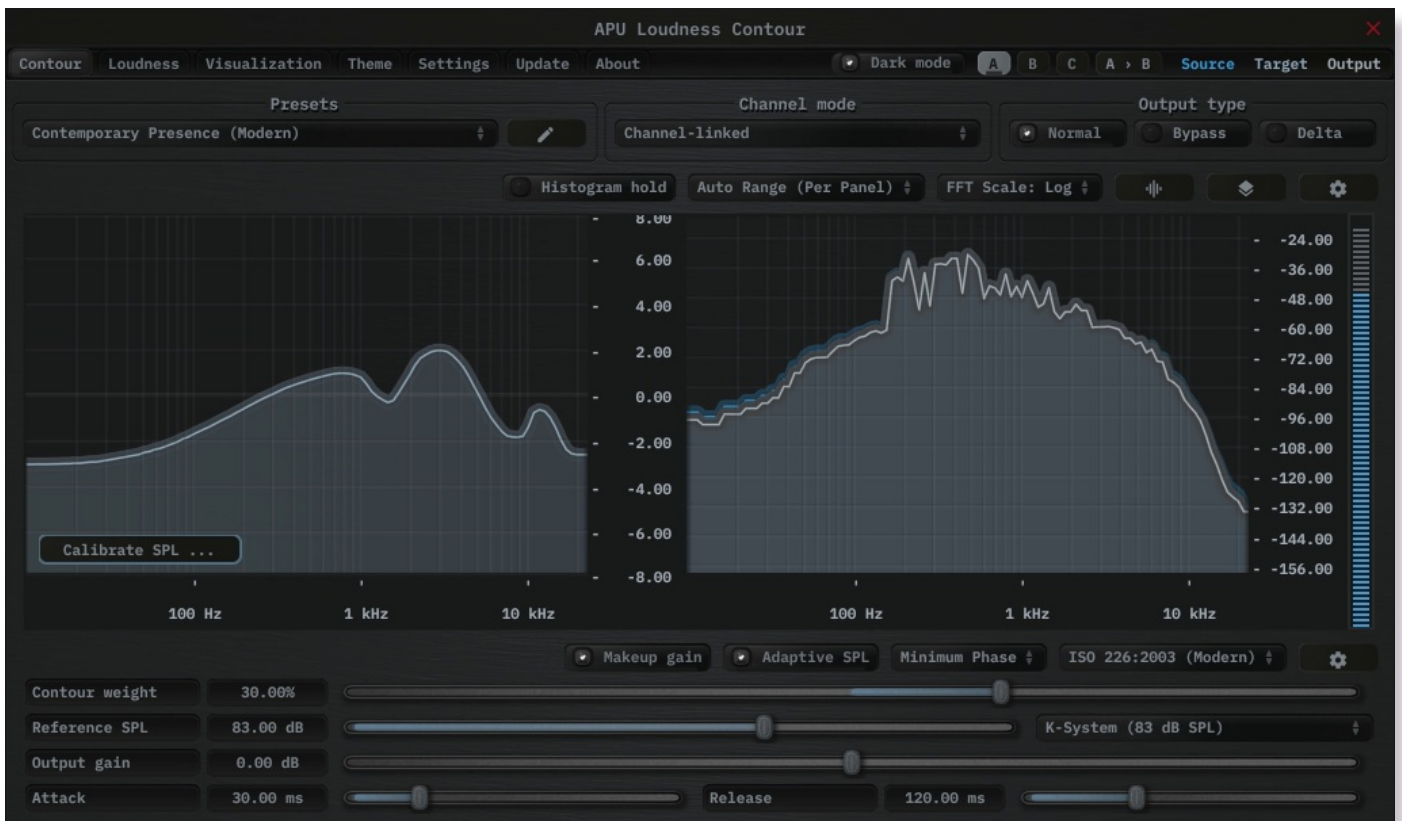 APU Loudness Contour
Contour Loudness Visualization Theme Settings Update About Dark mode A B C A › B Source Target Output
Presets Channel mode Output type
Contemporary Presence (Modern) Channel-linked Normal Bypass Delta
Histogram hold Auto Range (Per Panel) FFT Scale: Log
8.00
6.00
4.00
2.00
0.00
-2.00
-4.00
-6.00
-8.00
-24.00
-36.00
-48.00
-60.00
-72.00
-84.00
-96.00
-108.00
-120.00
-132.00
-144.00
-156.00
Calibrate SPL ...
100 Hz 1 kHz 10 kHz 100 Hz 1 kHz 10 kHz
Makeup gain Adaptive SPL Minimum Phase ISO 226:2003 (Modern)
Contour weight 30.00%
Reference SPL 83.00 dB K-System (83 dB SPL)
Output gain 0.00 dB
Attack 30.00 ms Release 120.00 ms